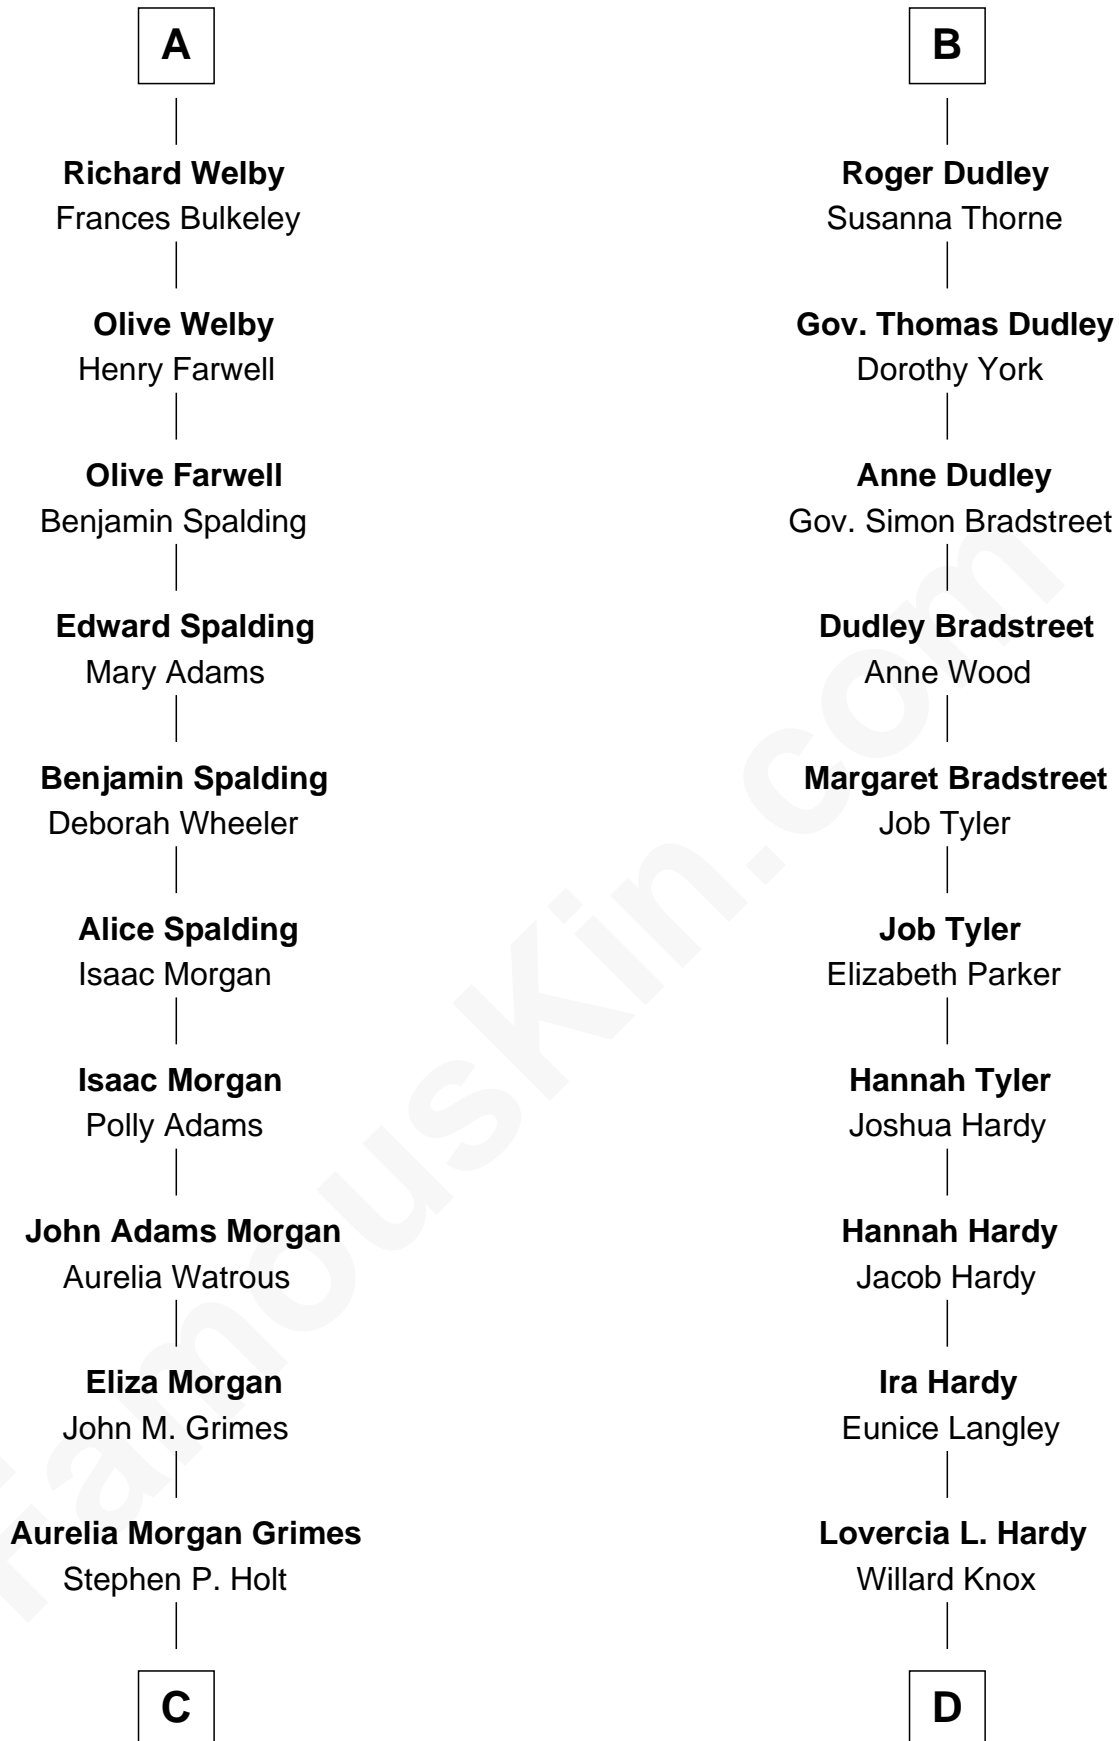 A
Richard Welby
Frances Bulkeley
Olive Welby
Henry Farwell
Olive Farwell
Benjamin Spalding
Edward Spalding
Mary Adams
Benjamin Spalding
Deborah Wheeler
Alice Spalding
Isaac Morgan
Isaac Morgan
Polly Adams
John Adams Morgan
Aurelia Watrous
Eliza Morgan
John M. Grimes
Aurelia Morgan Grimes
Stephen P. Holt
C
B
Roger Dudley
Susanna Thorne
Gov. Thomas Dudley
Dorothy York
Anne Dudley
Gov. Simon Bradstreet
Dudley Bradstreet
Anne Wood
Margaret Bradstreet
Job Tyler
Job Tyler
Elizabeth Parker
Hannah Tyler
Joshua Hardy
Hannah Hardy
Jacob Hardy
Ira Hardy
Eunice Langley
Lovercia L. Hardy
Willard Knox
D
FamousKin.com